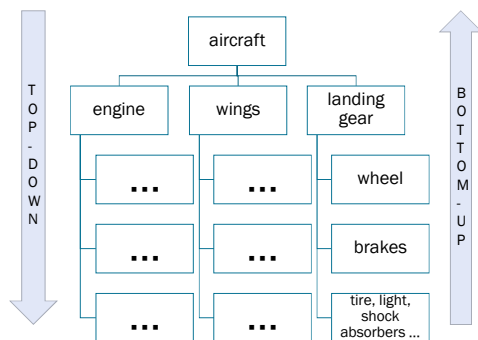 aircraft
TOP-DOWN
BOTTOM-UP
engine
wings
landing
gear
...
...
wheel
...
...
brakes
...
...
tire, light,
shock
absorbers ...